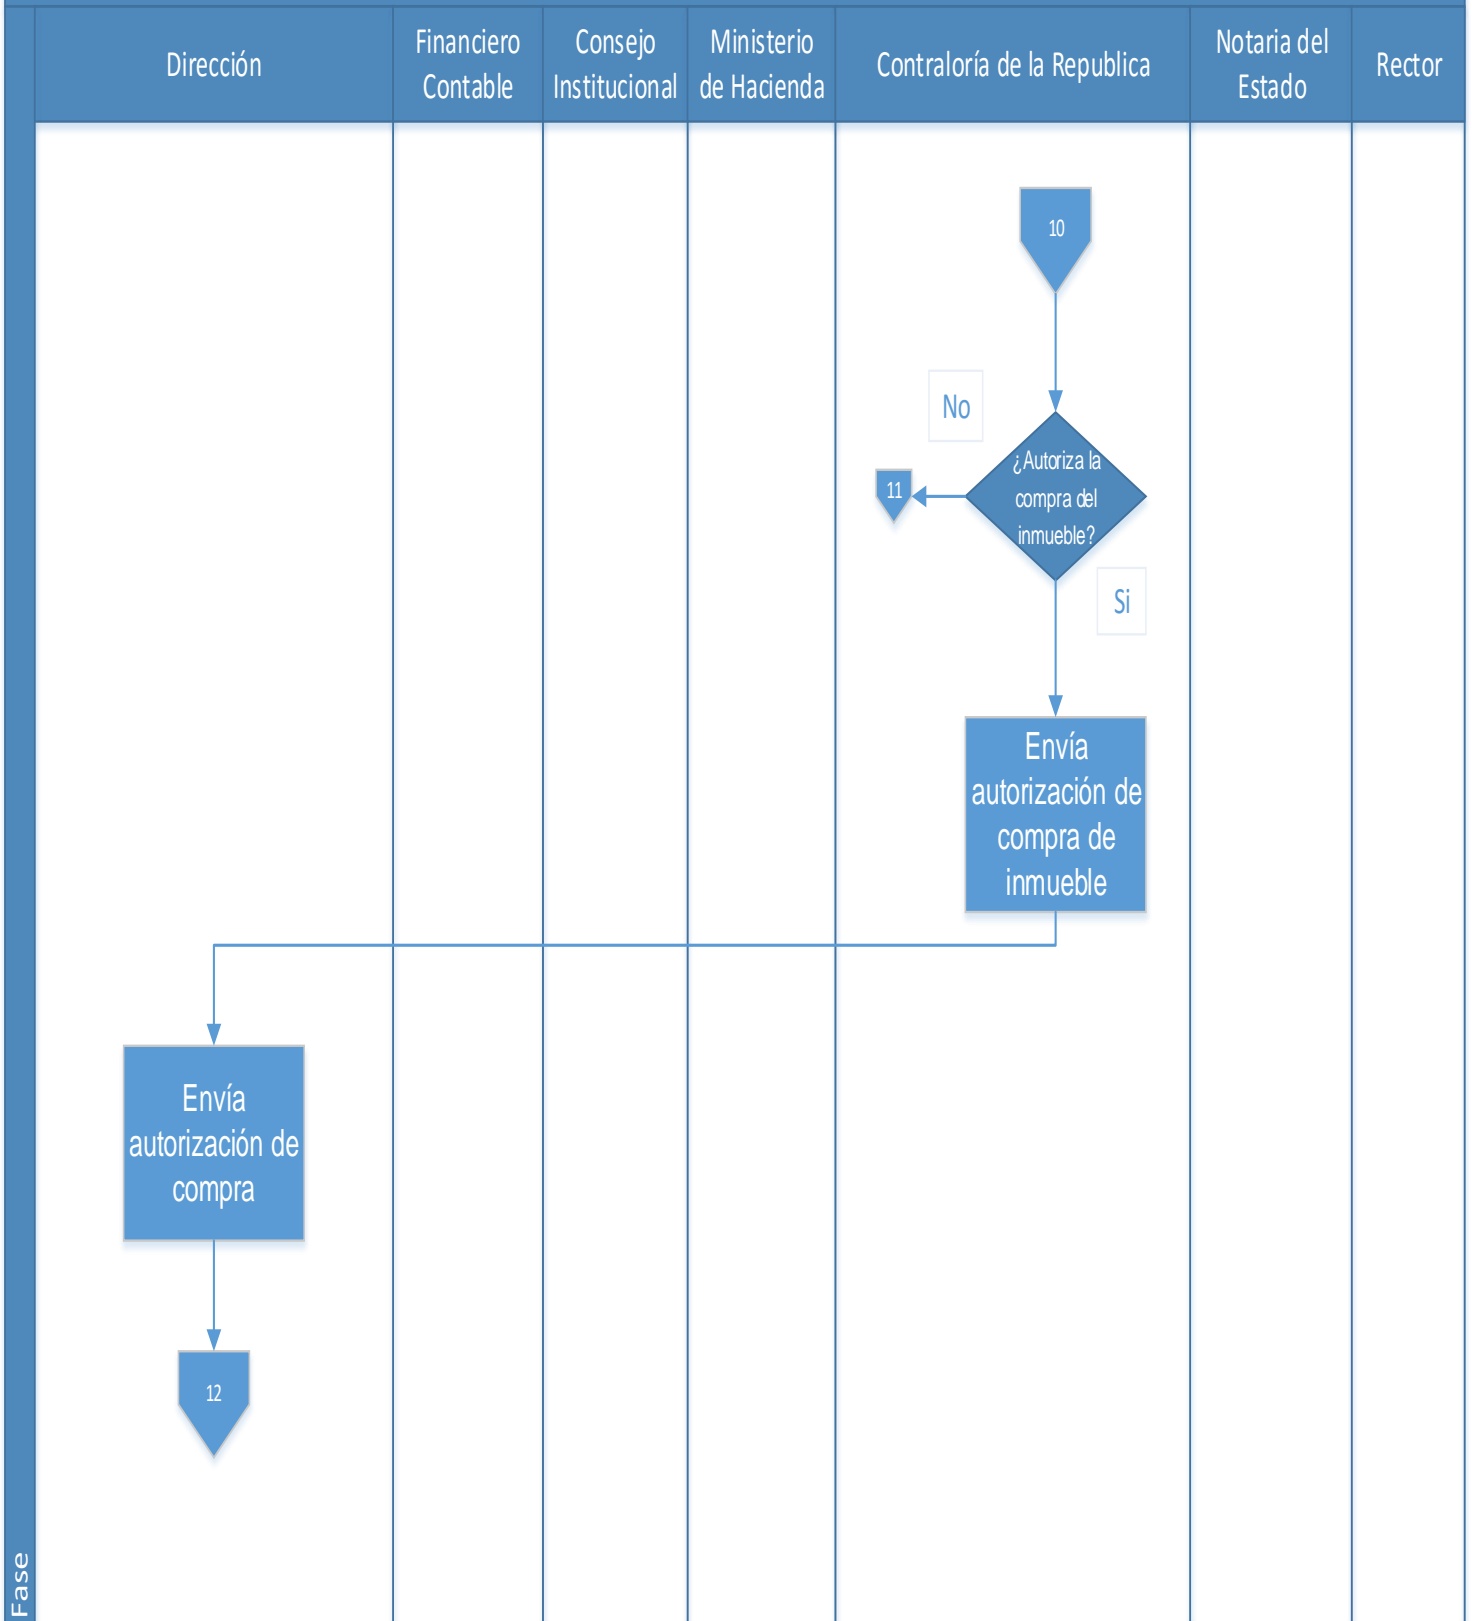 Dirección
Financiero
Contable
Consejo
Institucional
Ministerio
de Hacienda
Contraloría de la Republica
Notaria del
Estado
Rector
10
No
¿Autoriza la
compra del
inmueble?
11
Si
Envía
autorización de
compra de
inmueble
Envía
autorización de
compra
12
Fase